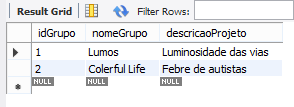 Result Grid Filter Rows:
idGrupo nomeGrupo descricaoProjeto
1 Lumos Luminosidade das vias
2 Colerful Life Febre de autistas
NULL NULL NULL